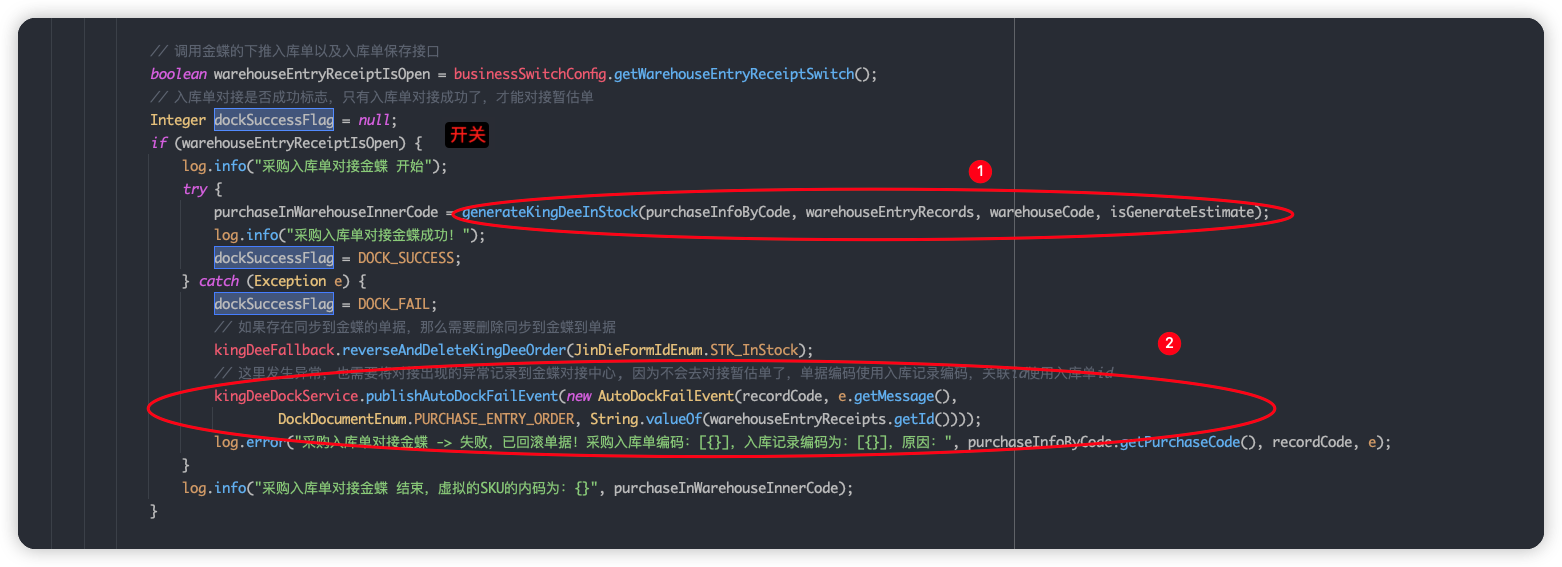 // 调用金蝶的下推入库单以及入库单保存接口
boolean warehouseEntryReceiptIsOpen = businessSwitchConfig.getWarehouseEntryReceiptSwitch();
// 入库单对接是否成功标志，只有入库单对接成功了，才能对接暂估单
Integer dockSuccessFlag = null;
if (warehouseEntryReceiptIsOpen) {
开关
log.info("采购入库单对接金蝶 开始");
try {
1
purchaseInWarehouseInnerCode = generateKingDeeInStock(purchaseInfoByCode, warehouseEntryRecords, warehouseCode, isGenerateEstimate);
log.info("采购入库单对接金蝶成功！");
dockSuccessFlag = DOCK_SUCCESS;
} catch (Exception e) {
dockSuccessFlag = DOCK_FAIL;
// 如果存在同步到金蝶的单据，那么需要删除同步到金蝶到单据
kingDeeFallback.reverseAndDeleteKingDeeOrder(JinDieFormIdEnum.STK_InStock);
2
// 这里发生异常，也需要将对接出现的异常记录到金蝶对接中心，因为不会去对接暂估单了，单据编码使用入库记录编码，关联id使用入库单id
kingDeeDockService.publishAutoDockFailEvent(new AutoDockFailEvent(recordCode, e.getMessage(),
DockDocumentEnum.PURCHASE_ENTRY_ORDER, String.valueOf(warehouseEntryReceipts.getId())));
log.error("采购入库单对接金蝶 -> 失败，已回滚单据！采购入库单编码：[{}]，入库记录编码为：[{}]，原因：", purchaseInfoByCode.getPurchaseCode(), recordCode, e);
}
log.info("采购入库单对接金蝶 结束，虚拟的SKU的内码为：{}", purchaseInWarehouseInnerCode);
}